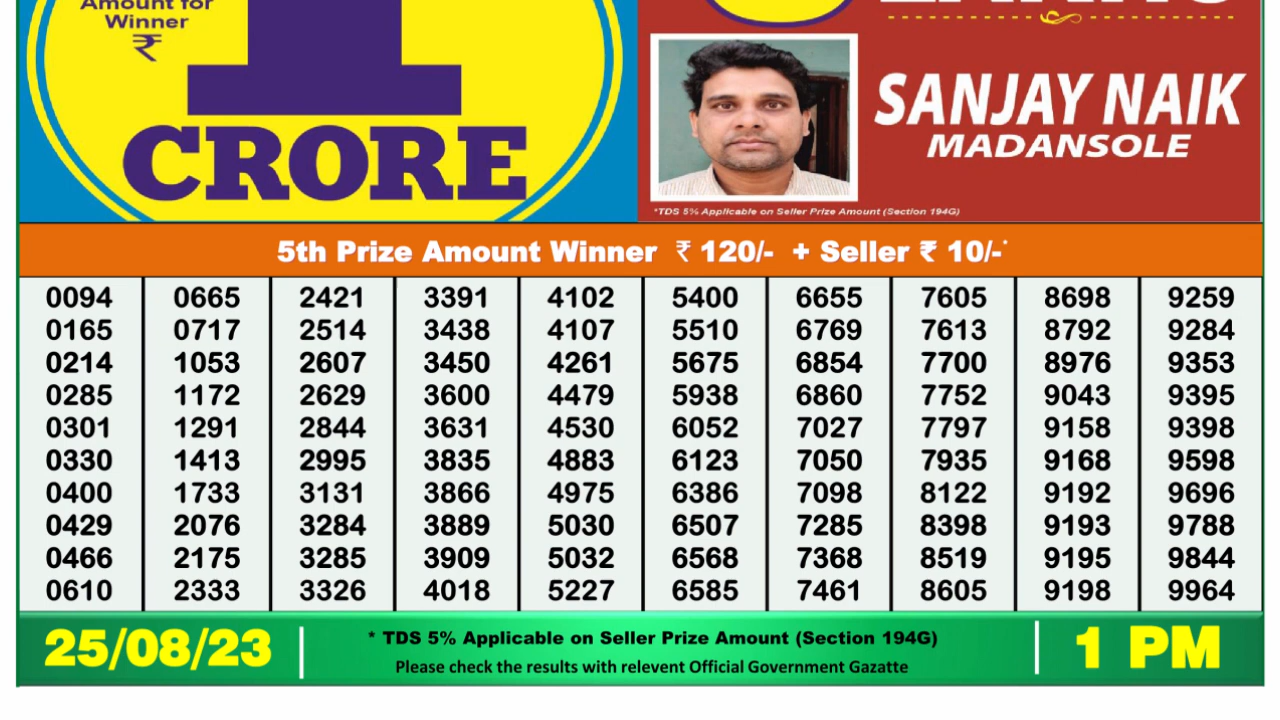 Amount for
Winner
₹
1
CRORE
SANJAY NAIK
MADANSOLE
*TDS 5% Applicable on Seller Prize Amount (Section 194G)
5th Prize Amount Winner ₹ 120/- + Seller ₹ 10/-*
0094 0665 2421 3391 4102 5400 6655 7605 8698 9259
0165 0717 2514 3438 4107 5510 6769 7613 8792 9284
0214 1053 2607 3450 4261 5675 6854 7700 8976 9353
0285 1172 2629 3600 4479 5938 6860 7752 9043 9395
0301 1291 2844 3631 4530 6052 7027 7797 9158 9398
0330 1413 2995 3835 4883 6123 7050 7935 9168 9598
0400 1733 3131 3866 4975 6386 7098 8122 9192 9696
0429 2076 3284 3889 5030 6507 7285 8398 9193 9788
0466 2175 3285 3909 5032 6568 7368 8519 9195 9844
0610 2333 3326 4018 5227 6585 7461 8605 9198 9964
25/08/23
* TDS 5% Applicable on Seller Prize Amount (Section 194G)
Please check the results with relevent Official Government Gazatte
1 PM